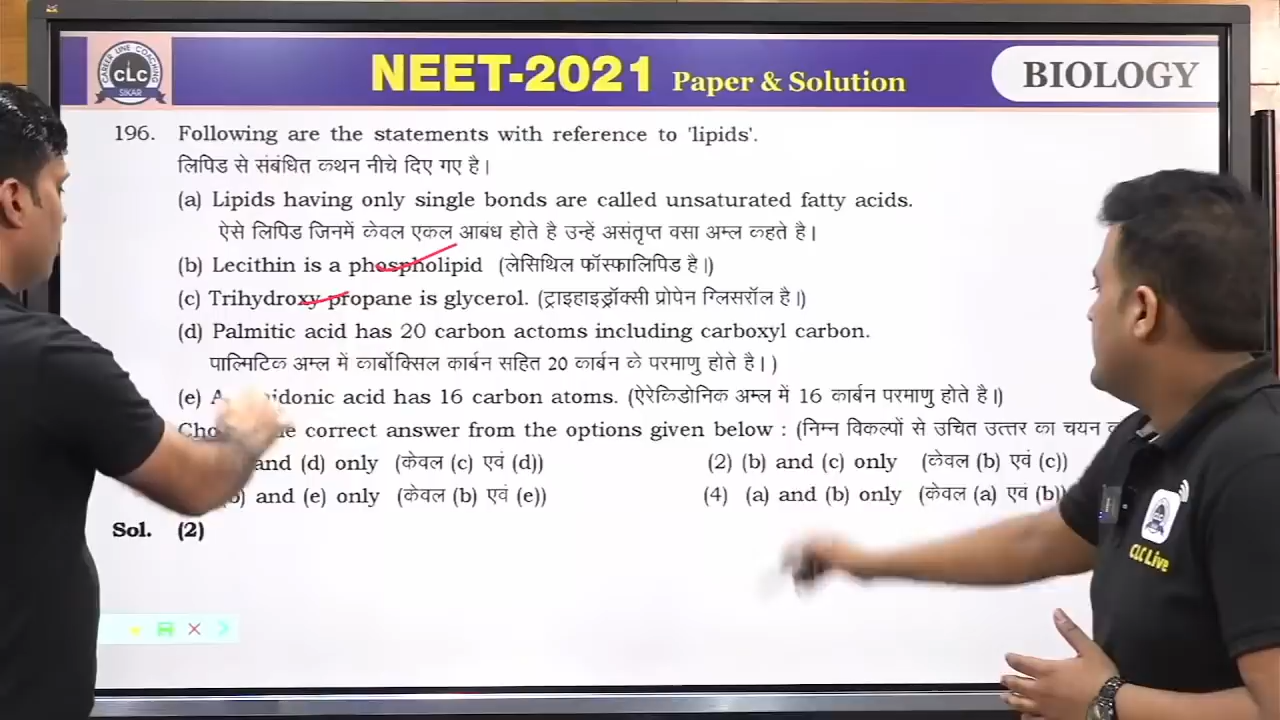 CAREER LINE COACHING
CLC
SIKAR
NEET-2021 Paper & Solution
BIOLOGY
196. Following are the statements with reference to 'lipids'.
लिपिड से संबंधित कथन नीचे दिए गए है।
(a) Lipids having only single bonds are called unsaturated fatty acids.
ऐसे लिपिड जिनमें केवल एकल आबंध होते है उन्हें असंतृप्त वसा अम्ल कहते है।
(b) Lecithin is a phospholipid (लेसिथिल फॉस्फालिपिड है।)
(c) Trihydroxy propane is glycerol. (ट्राइहाइड्रॉक्सी प्रोपेन ग्लिसरॉल है।)
(d) Palmitic acid has 20 carbon actoms including carboxyl carbon.
पाल्मिटिक अम्ल में कार्बोक्सिल कार्बन सहित 20 कार्बन के परमाणु होते है।)
(e) acid has 16 carbon atoms. (ऐरेकिडोनिक अम्ल में 16 कार्बन परमाणु होते है।)
correct answer from the options given below : (निम्न विकल्पों से उचित उत्तर का चयन
and (d) only (केवल (c) एवं (d)) (2) (b) and (c) only (केवल (b) एवं (c))
and (e) only (केवल (b) एवं (e)) (4) (a) and (b) only (केवल (a) एवं (b))
Sol. (2)
CLC
CLC Live